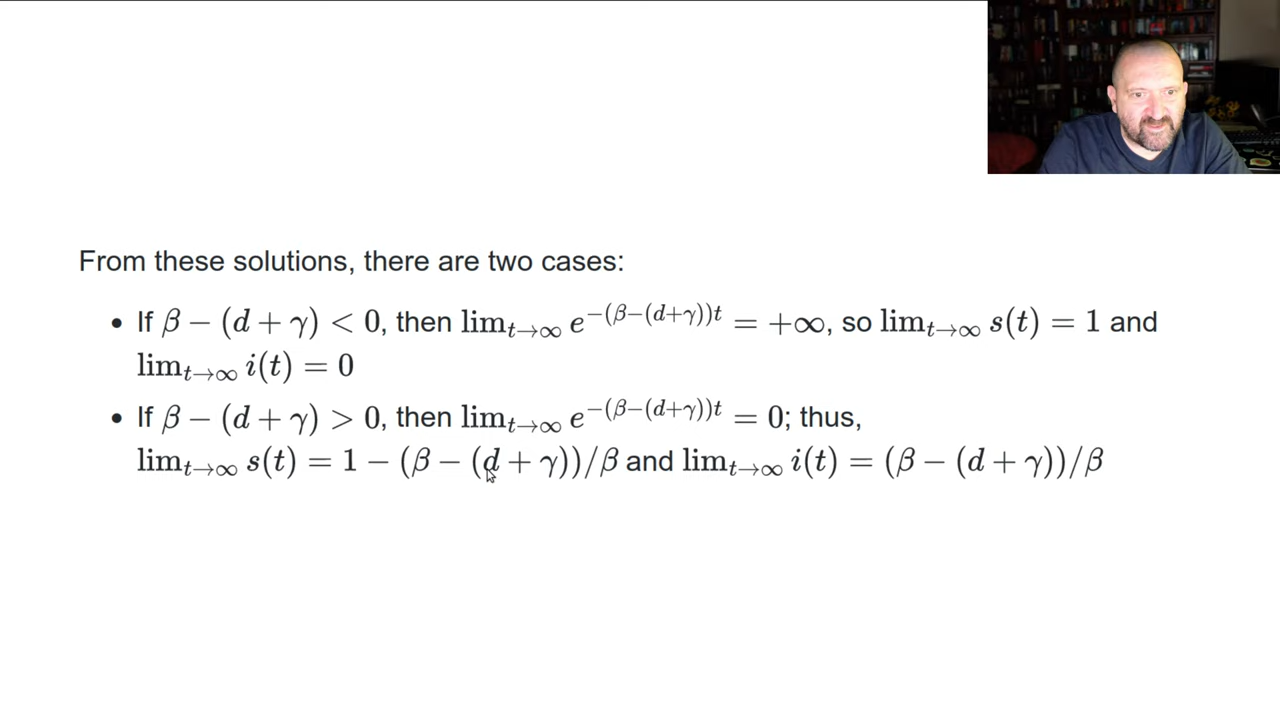 From these solutions, there are two cases:
• If β − (d + γ) < 0, then lim_{t→∞} e^{−(β−(d+γ))t} = +∞, so lim_{t→∞} s(t) = 1 and
lim_{t→∞} i(t) = 0
• If β − (d + γ) > 0, then lim_{t→∞} e^{−(β−(d+γ))t} = 0; thus,
lim_{t→∞} s(t) = 1 − (β − (d + γ))/β and lim_{t→∞} i(t) = (β − (d + γ))/β